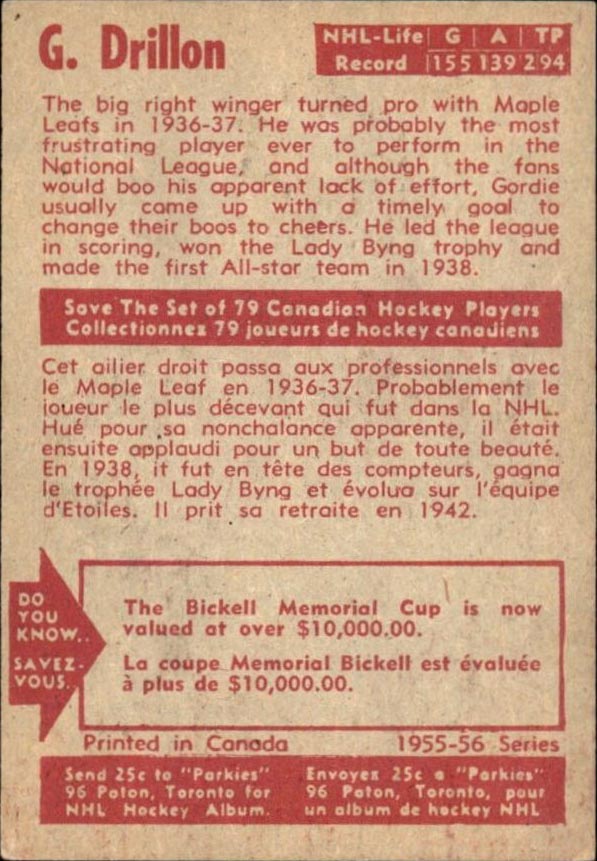 G. Drillon
NHL-Life G A TP
Record 155 139 294
The big right winger turned pro with Maple
Leafs in 1936-37. He was probably the most
frustrating player ever to perform in the
National League, and although the fans
would boo his apparent lack of effort, Gordie
usually came up with a timely goal to
change their boos to cheers. He led the league
in scoring, won the Lady Byng trophy and
made the first All-star team in 1938.
Save The Set of 79 Canadian Hockey Players
Collectionnez 79 joueurs de hockey canadiens
Cet ailier droit passa aux professionnels avec
le Maple Leaf en 1936-37. Probablement le
joueur le plus décevant qui fut dans la NHL.
Hué pour sa nonchalance apparente, il était
ensuite applaudi pour un but de toute beauté.
En 1938, it fut en tête des compteurs, gagna
le trophée Lady Byng et évolua sur l'équipe
d'Etoiles. Il prit sa retraite en 1942.
DO
YOU
KNOW..
SAVEZ-
VOUS.
The Bickell Memorial Cup is now
valued at over $10,000.00.
La coupe Memorial Bickell est évaluée
à plus de $10,000.00.
Printed in Canada 1955-56 Series
Send 25c to "Parkies"
96 Paton, Toronto for
NHL Hockey Album.
Envoyez 25c a "Parkies"
96 Paton, Toronto, pour
un album de hockey NHL